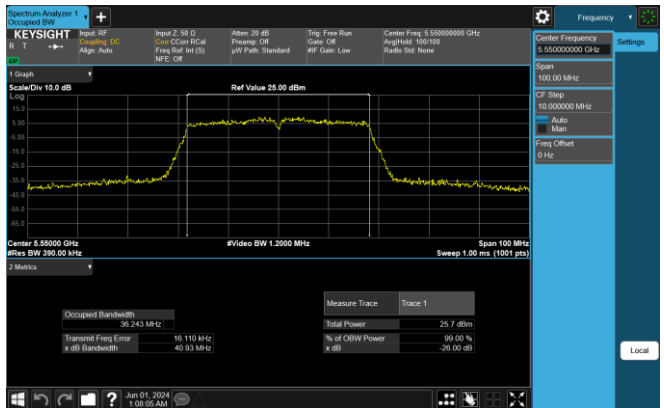 Spectrum Analyzer 1
Occupied BW
Frequency
KEYSIGHT
R T
Input: RF
Coupling: DC
Align: Auto
Input Z: 50 Ω
Corr CCorr RCal
Freq Ref: Int (S)
NFE: Off
Atten: 20 dB
Preamp: Off
µW Path: Standard
Trig: Free Run
Gate: Off
#IF Gain: Low
Center Freq: 5.550000000 GHz
Avg|Hold: 100/100
Radio Std: None
Center Frequency
5.550000000 GHz
Settings
Span
100.00 MHz
CF Step
10.000000 MHz
Auto
Man
Freq Offset
0 Hz
1 Graph
Scale/Div 10.0 dB
Ref Value 25.00 dBm
Log
15.0
5.00
-5.00
-15.0
-25.0
-35.0
-45.0
-55.0
-65.0
Center 5.55000 GHz
#Video BW 1.2000 MHz
Span 100 MHz
#Res BW 390.00 kHz
Sweep 1.00 ms (1001 pts)
2 Metrics
Measure Trace
Trace 1
Occupied Bandwidth
36.243 MHz
Total Power
25.7 dBm
Transmit Freq Error
16.110 kHz
% of OBW Power
99.00 %
x dB Bandwidth
40.93 MHz
x dB
-26.00 dB
Local
Jun 01, 2024
1:08:05 AM